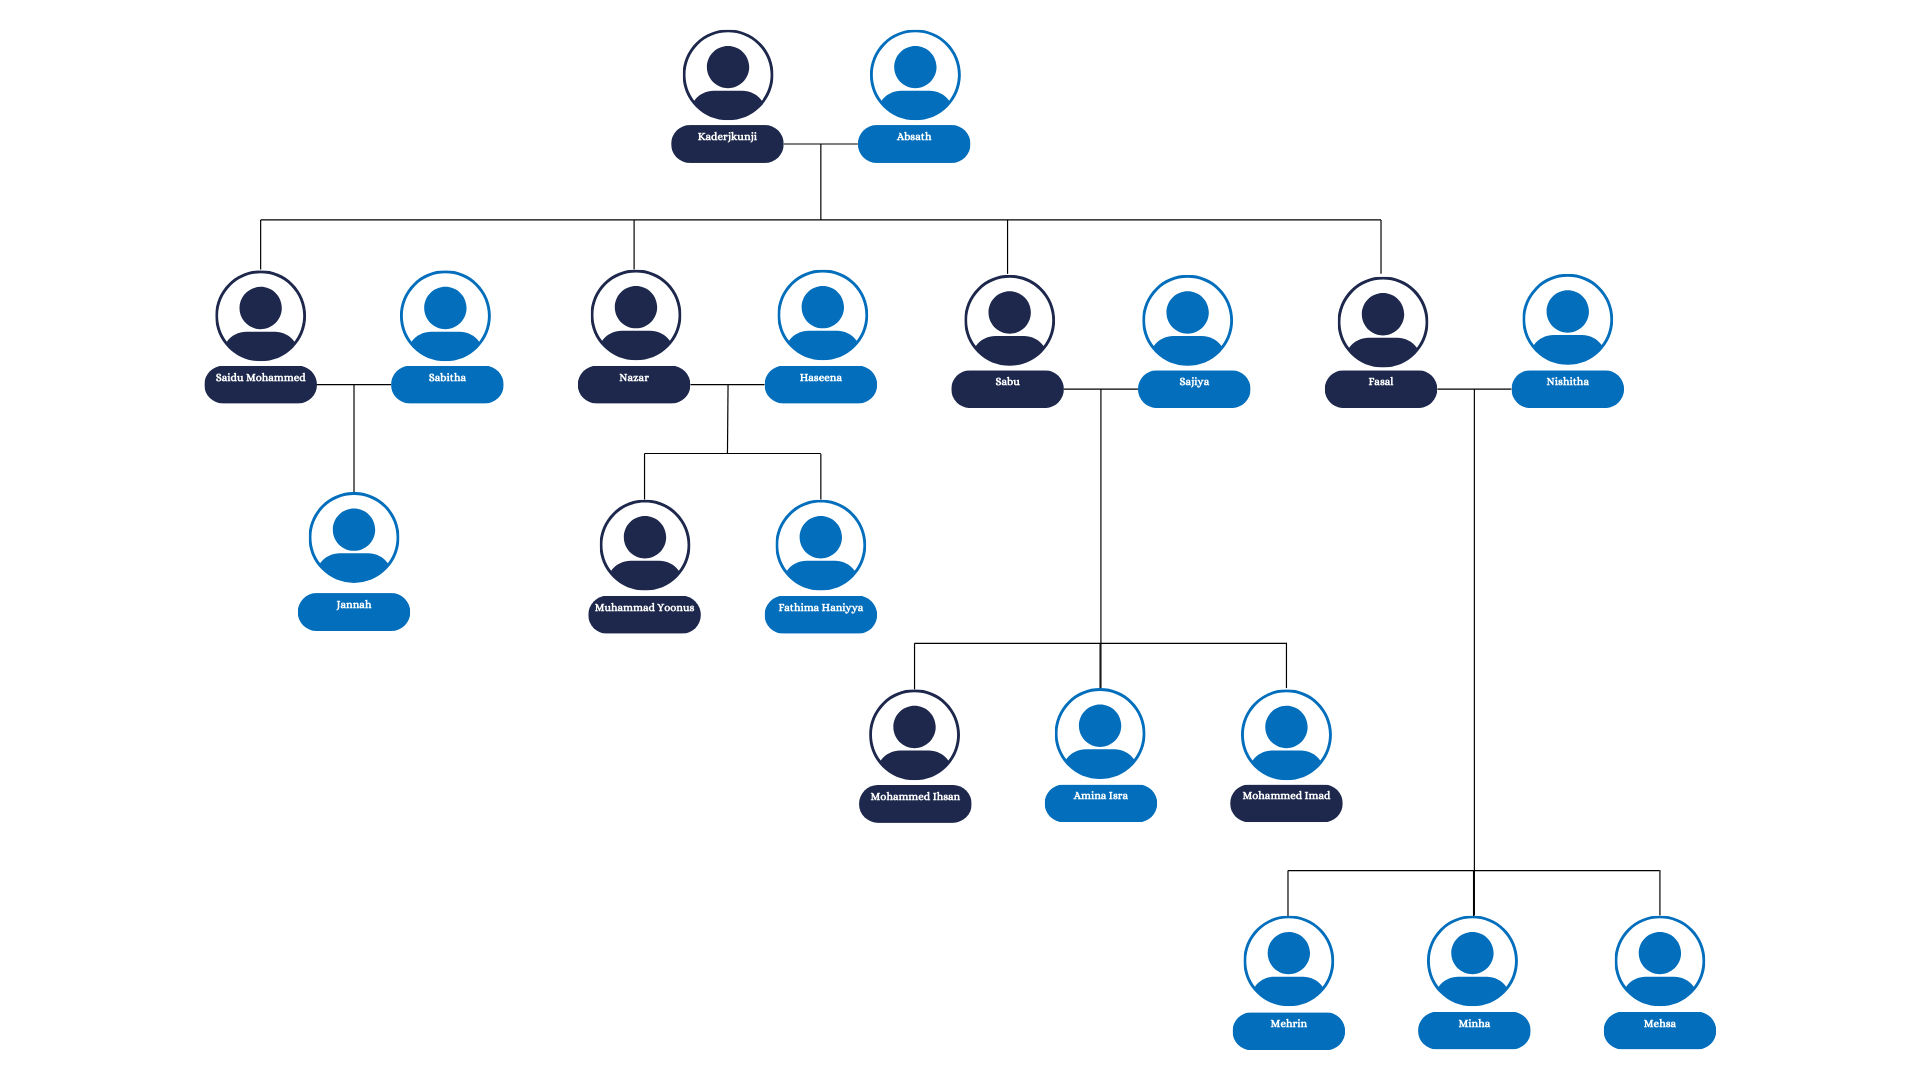 Kaderjkunji
Absath
Saidu Mohammed
Sabitha
Nazar
Haseena
Sabu
Sajiya
Fasal
Nishitha
Jannah
Muhammad Yoonus
Fathima Haniyya
Mohammed Ihsan
Amina Isra
Mohammed Imad
Mehrin
Minha
Mehsa